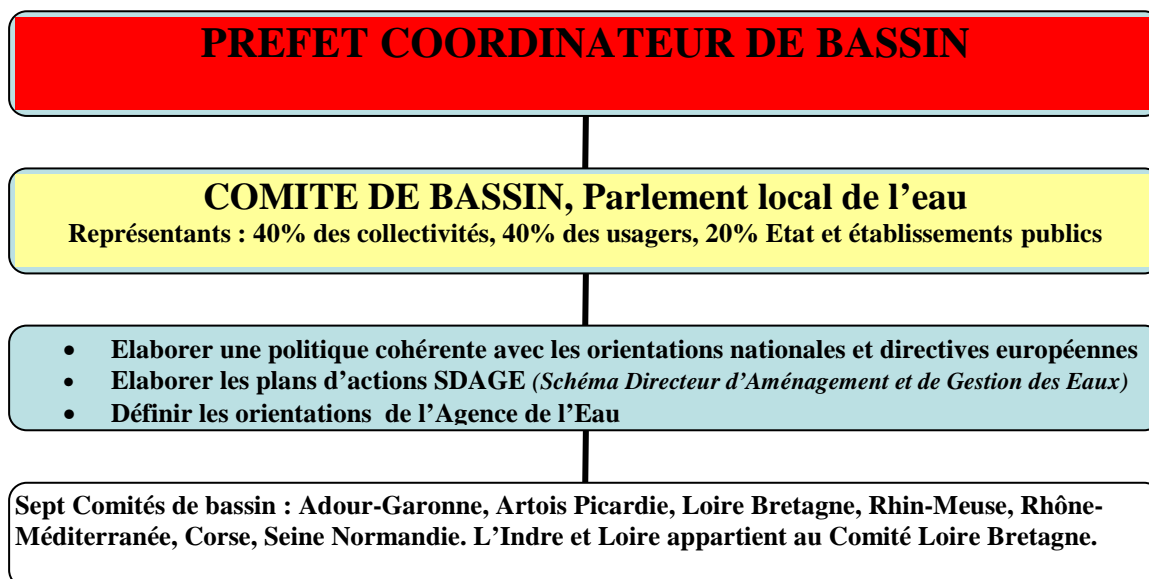 PREFET COORDINATEUR DE BASSIN
COMITE DE BASSIN, Parlement local de l’eau
Représentants : 40% des collectivités, 40% des usagers, 20% Etat et établissements publics
• Elaborer une politique cohérente avec les orientations nationales et directives européennes
• Elaborer les plans d’actions SDAGE (Schéma Directeur d’Aménagement et de Gestion des Eaux)
• Définir les orientations de l’Agence de l’Eau
Sept Comités de bassin : Adour-Garonne, Artois Picardie, Loire Bretagne, Rhin-Meuse, Rhône-
Méditerranée, Corse, Seine Normandie. L’Indre et Loire appartient au Comité Loire Bretagne.